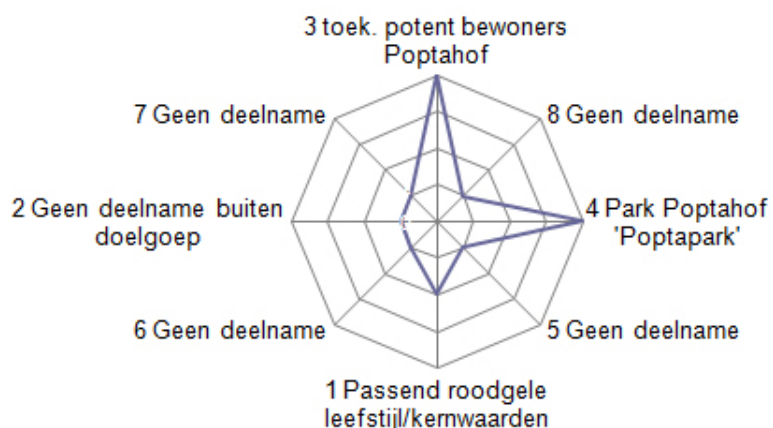 3 toek. potent bewoners
Poptahof
7 Geen deelname
8 Geen deelname
2 Geen deelname buiten
doelgoep
4 Park Poptahof
'Poptapark'
6 Geen deelname
5 Geen deelname
1 Passend roodgele
leefstijl/kernwaarden